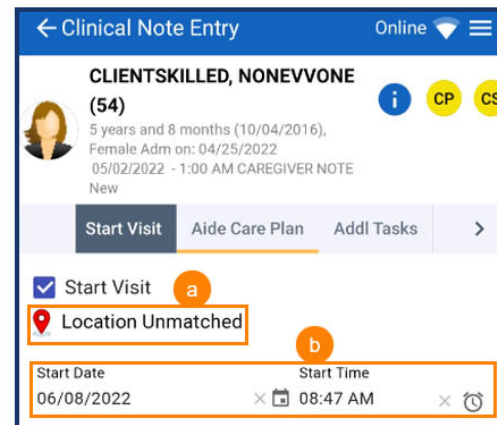 Clinical Note Entry Online
CLIENTSKILLED, NONEVVONE
(54)
i CP CS
5 years and 8 months (10/04/2016),
Female Adm on: 04/25/2022
05/02/2022 - 1:00 AM CAREGIVER NOTE
New
Start Visit Aide Care Plan Addl Tasks
Start Visit a
Location Unmatched
b
Start Date Start Time
06/08/2022 08:47 AM